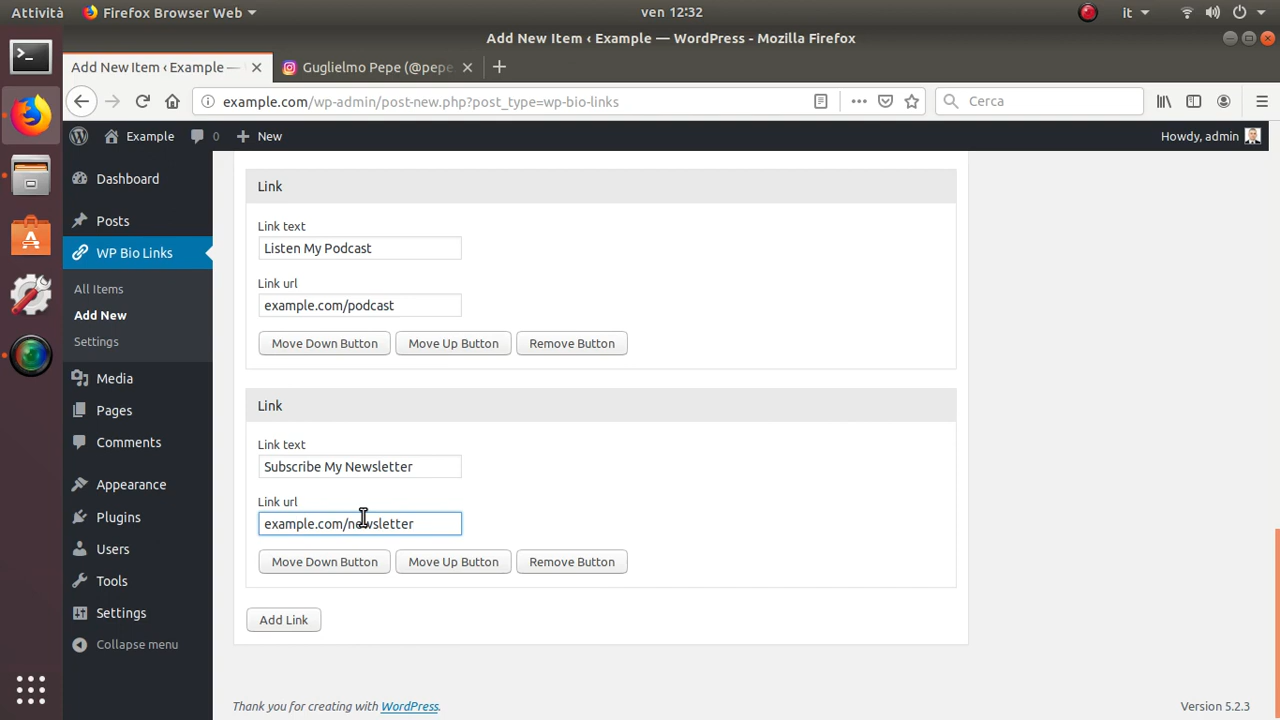 Attività
Firefox Browser Web
ven 12:32
it
Add New Item ‹ Example — WordPress - Mozilla Firefox
Add New Item ‹ Example —
Guglielmo Pepe (@pepe
example.com/wp-admin/post-new.php?post_type=wp-bio-links
Cerca
Example
0
New
Howdy, admin
Dashboard
Posts
WP Bio Links
All Items
Add New
Settings
Media
Pages
Comments
Appearance
Plugins
Users
Tools
Settings
Collapse menu
Link
Link text
Listen My Podcast
Link url
example.com/podcast
Move Down Button
Move Up Button
Remove Button
Link
Link text
Subscribe My Newsletter
Link url
example.com/newsletter
Move Down Button
Move Up Button
Remove Button
Add Link
Thank you for creating with WordPress.
Version 5.2.3